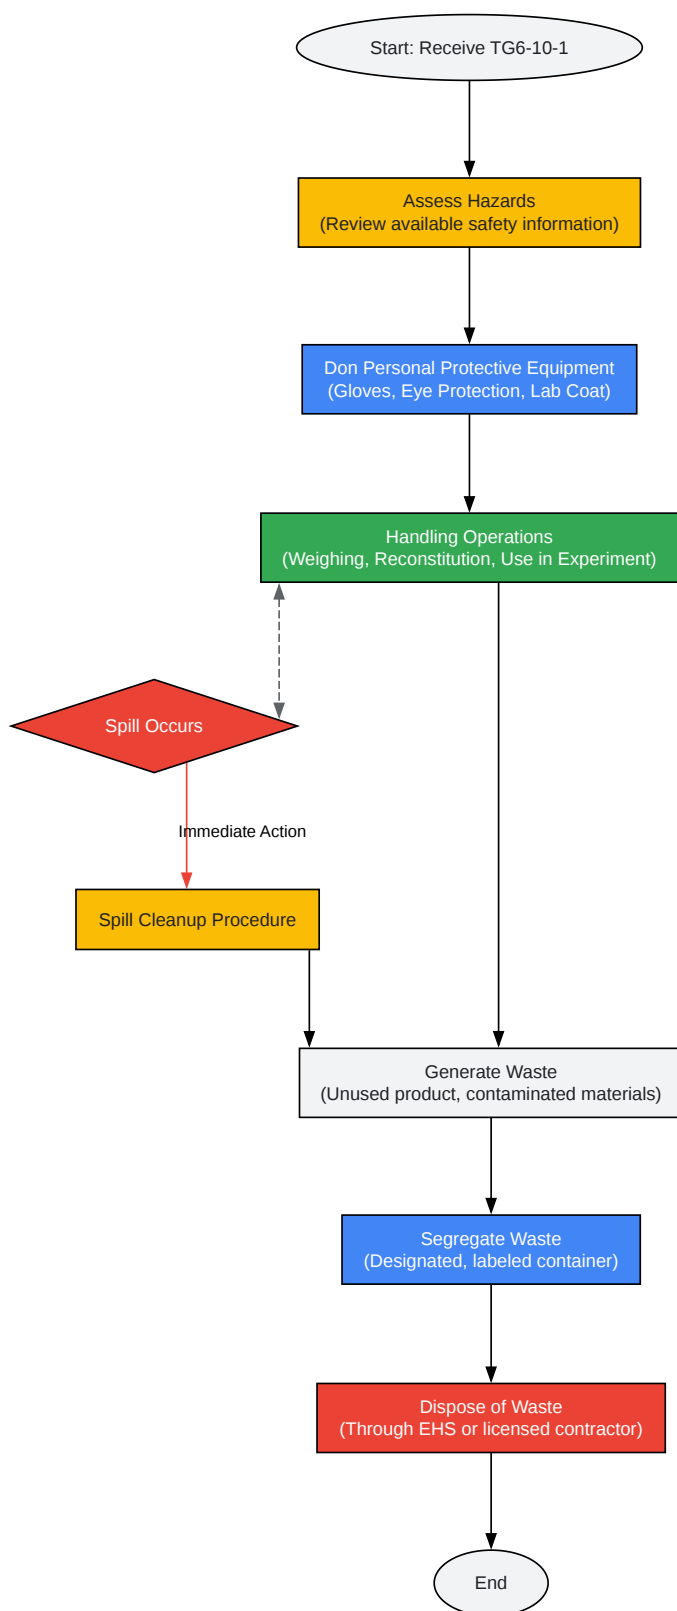 Start: Receive TG6-10-1
Assess Hazards
(Review available safety information)
Don Personal Protective Equipment
(Gloves, Eye Protection, Lab Coat)
Handling Operations
(Weighing, Reconstitution, Use in Experiment)
Spill Occurs
Immediate Action
Spill Cleanup Procedure
Generate Waste
(Unused product, contaminated materials)
Segregate Waste
(Designated, labeled container)
Dispose of Waste
(Through EHS or licensed contractor)
End